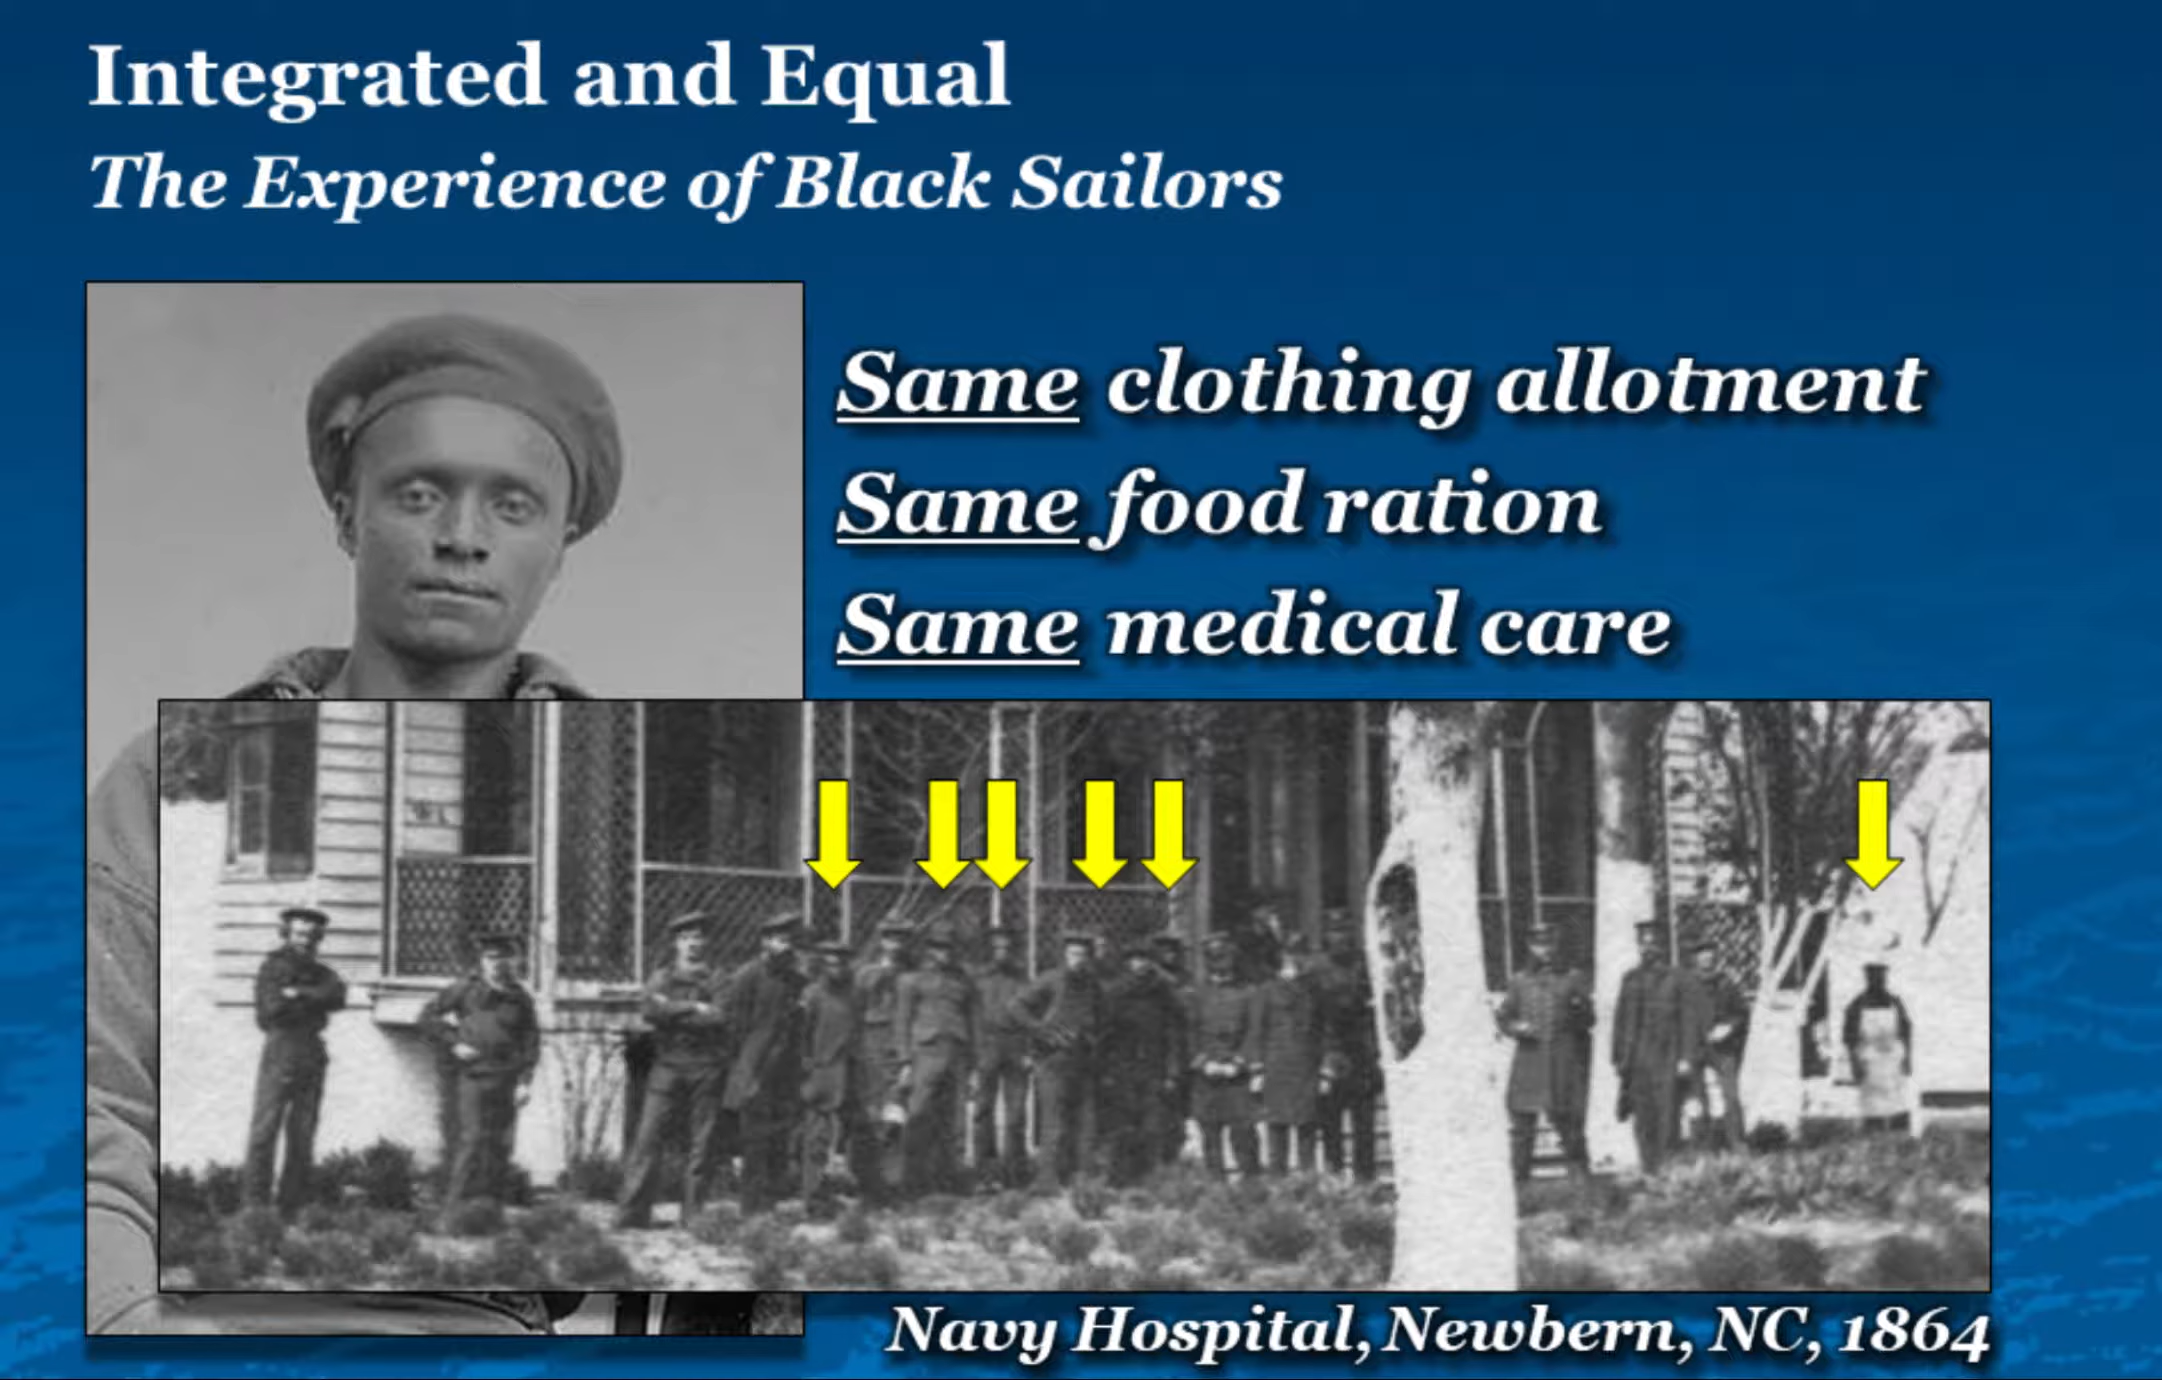 Integrated and Equal
The Experience of Black Sailors
Same clothing allotment
Same food ration
Same medical care
Navy Hospital, Newbern, NC, 1864